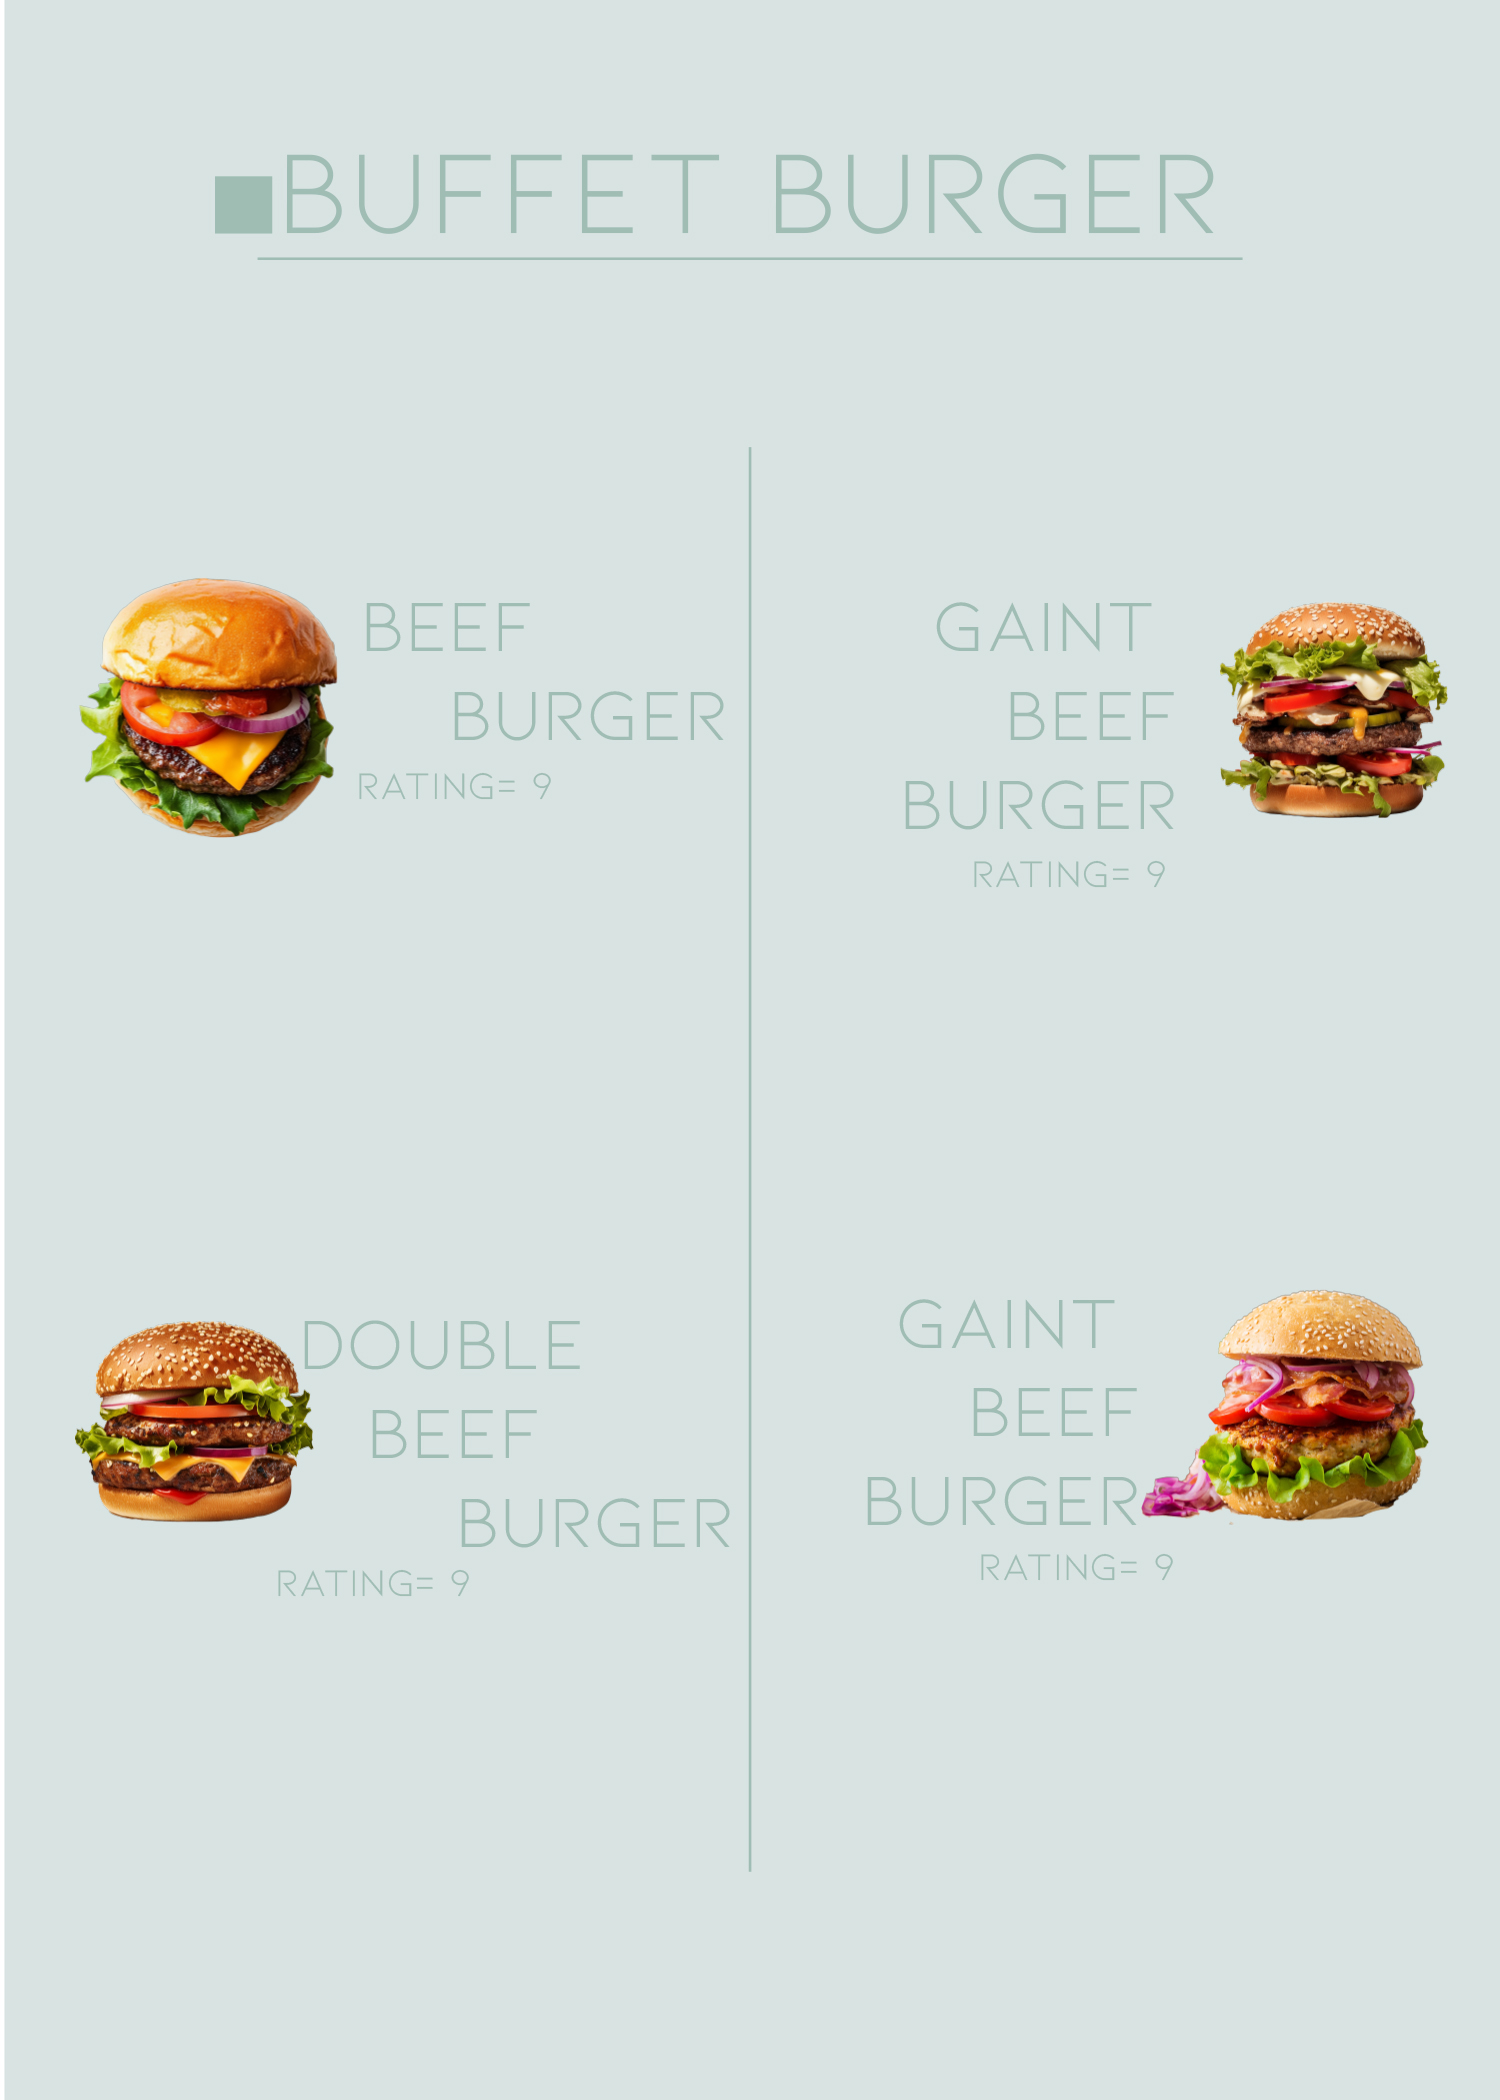 BUFFET BURGER
BEEF
BURGER
RATING= 9
GAINT
BEEF
BURGER
RATING= 9
DOUBLE
BEEF
BURGER
RATING= 9
GAINT
BEEF
BURGER
RATING= 9